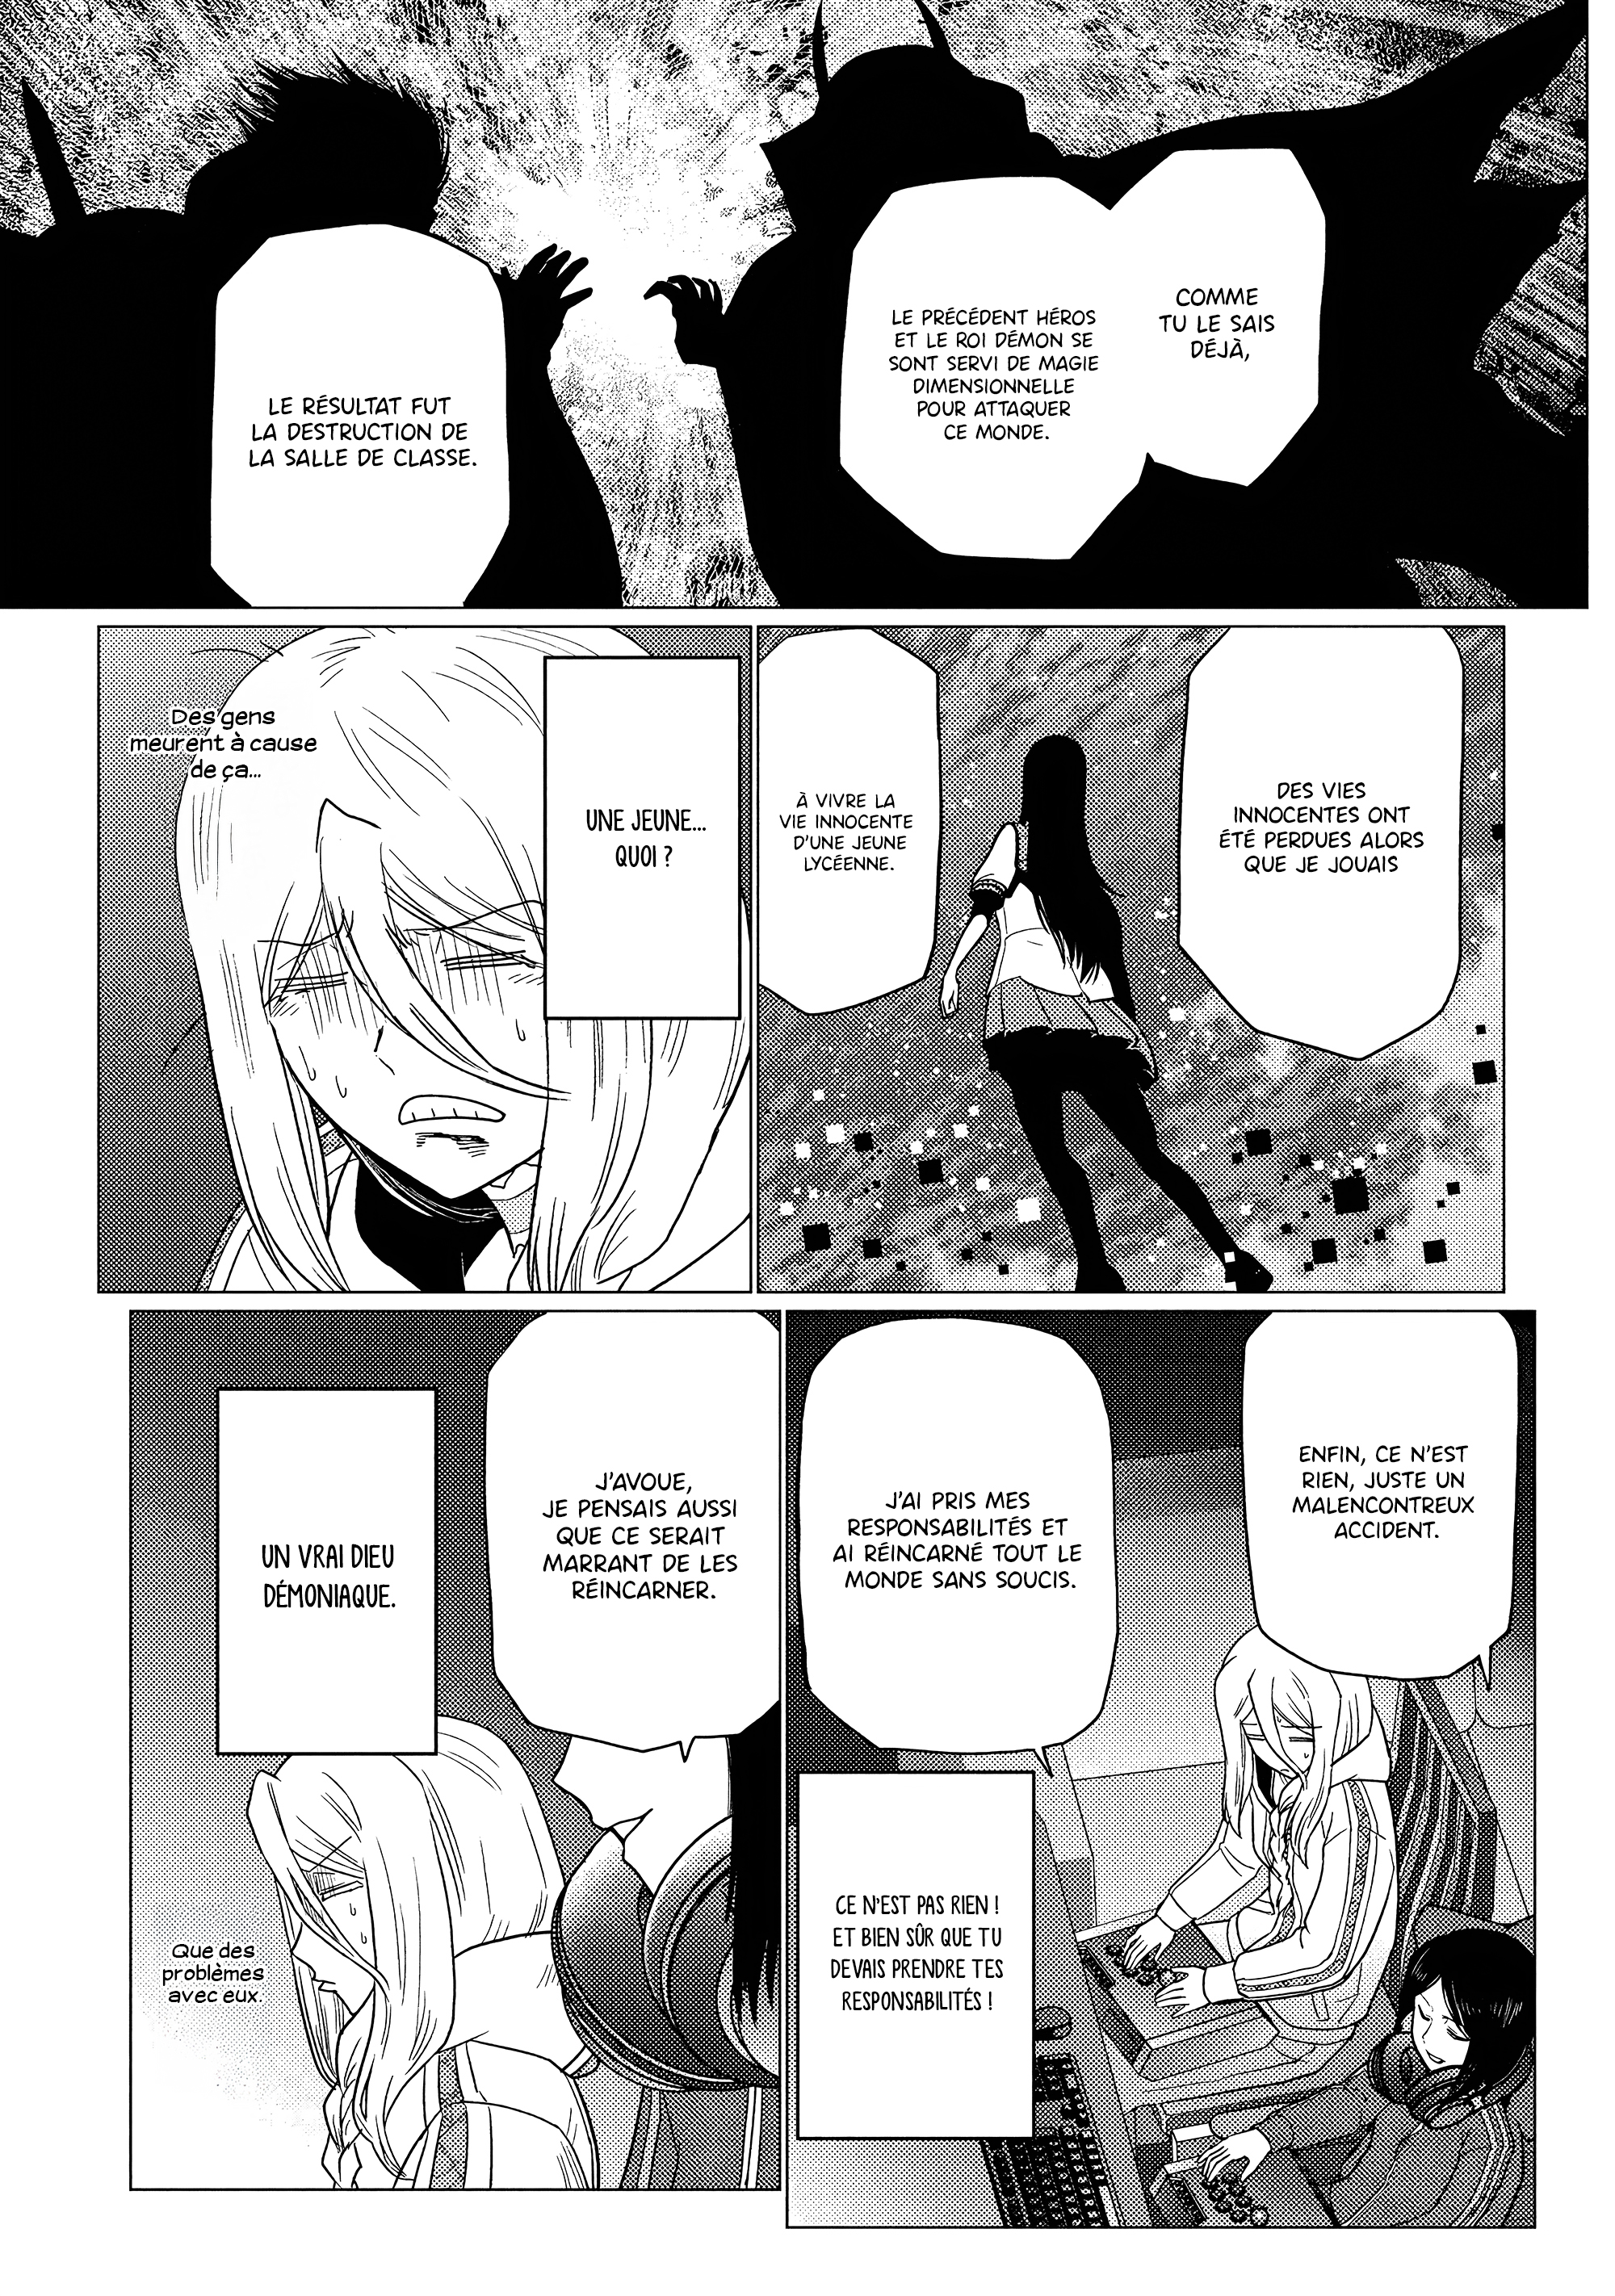 COMME
TU LE SAIS
DÉJÀ,
LE PRÉCÉDENT HÉROS
ET LE ROI DÉMON SE
SONT SERVI DE MAGIE
DIMENSIONNELLE
POUR ATTAQUER
CE MONDE.
LE RÉSULTAT FUT
LA DESTRUCTION DE
LA SALLE DE CLASSE.
DES VIES
INNOCENTES ONT
ÉTÉ PERDUES ALORS
QUE JE JOUAIS
À VIVRE LA
VIE INNOCENTE
D'UNE JEUNE
LYCÉENNE.
UNE JEUNE...
QUOI ?
Des gens
meurent à cause
de ça...
ENFIN, CE N'EST
RIEN, JUSTE UN
MALENCONTREUX
ACCIDENT.
J'AI PRIS MES
RESPONSABILITÉS ET
AI RÉINCARNÉ TOUT LE
MONDE SANS SOUCIS.
CE N'EST PAS RIEN !
ET BIEN SÛR QUE TU
DEVAIS PRENDRE TES
RESPONSABILITÉS !
J'AVOUE,
JE PENSAIS AUSSI
QUE CE SERAIT
MARRANT DE LES
RÉINCARNER.
UN VRAI DIEU
DÉMONIAQUE.
Que des
problèmes
avec eux.